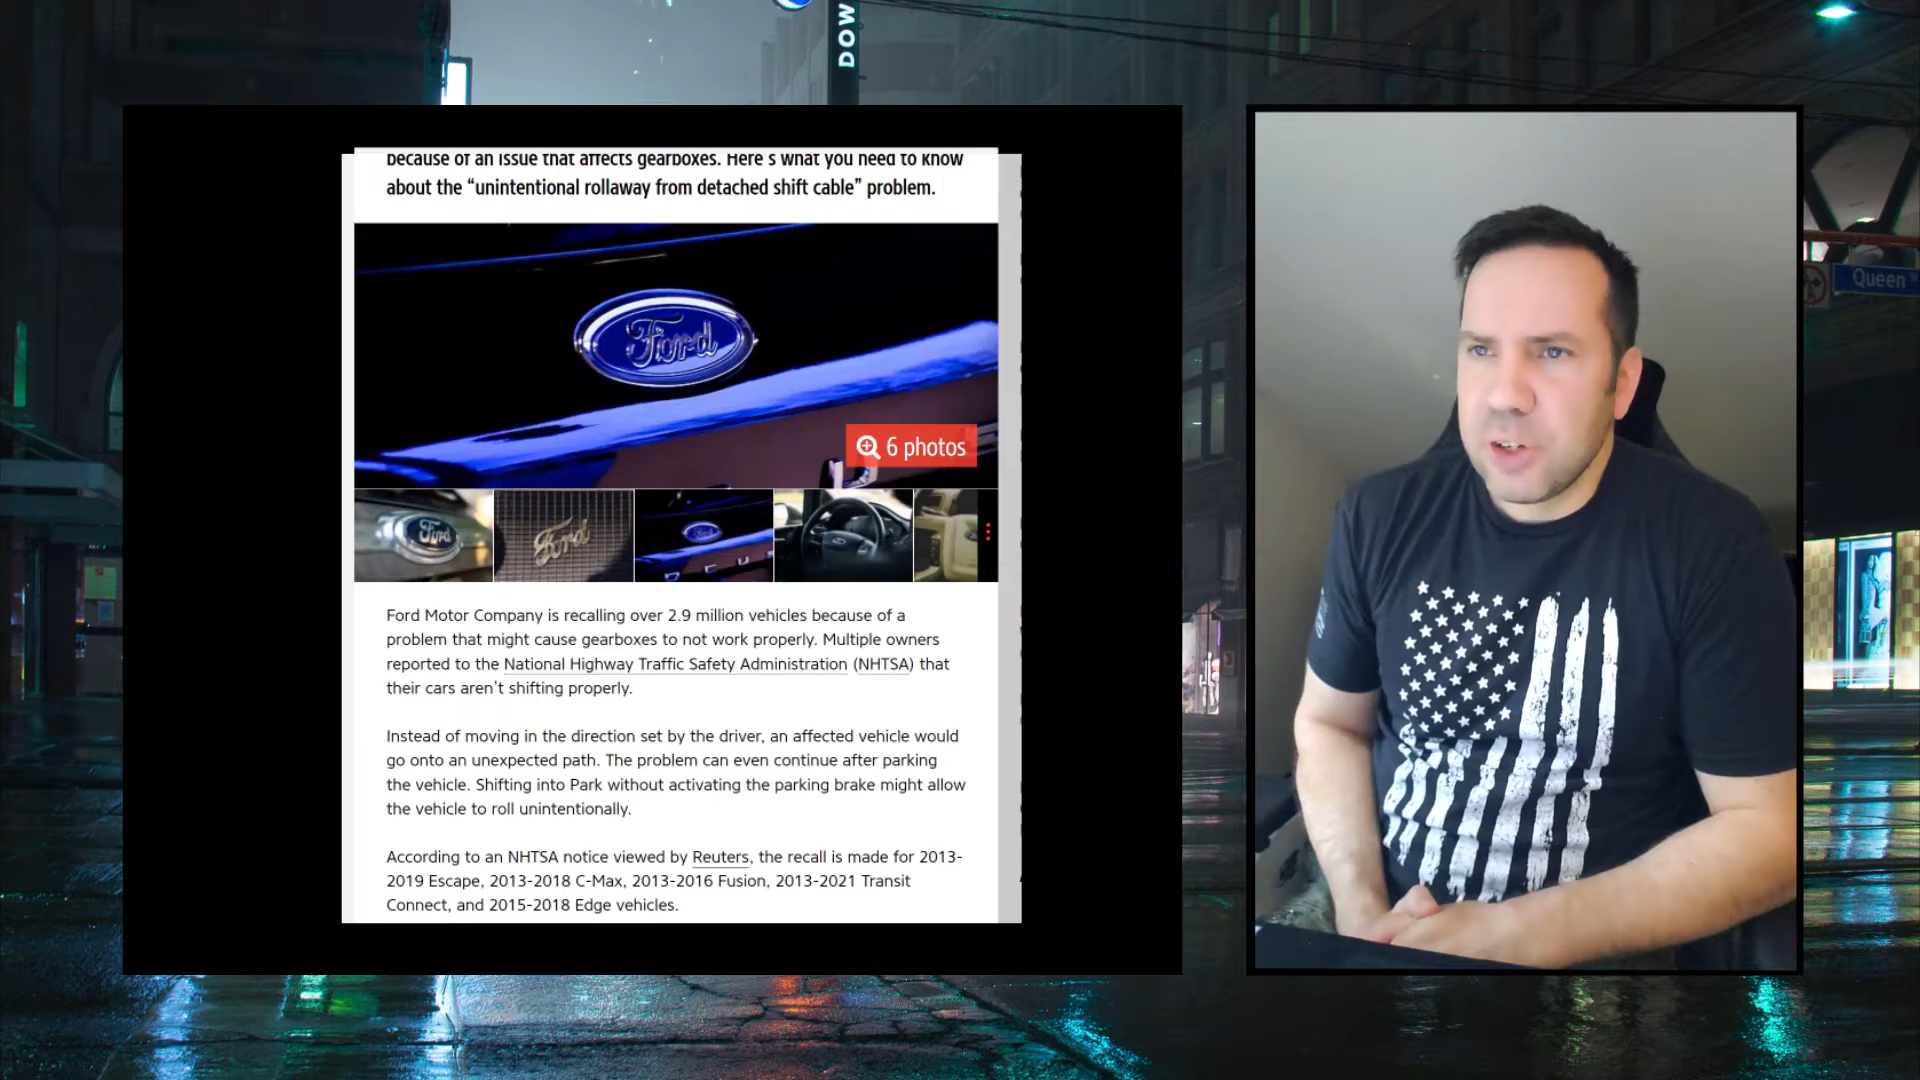 DOW
because of an issue that affects gearboxes. Here's what you need to know
about the “unintentional rollaway from detached shift cable” problem.
Ford
6 photos
Ford
Ford
Ford
Ford Motor Company is recalling over 2.9 million vehicles because of a
problem that might cause gearboxes to not work properly. Multiple owners
reported to the National Highway Traffic Safety Administration (NHTSA) that
their cars aren't shifting properly.
Instead of moving in the direction set by the driver, an affected vehicle would
go onto an unexpected path. The problem can even continue after parking
the vehicle. Shifting into Park without activating the parking brake might allow
the vehicle to roll unintentionally.
According to an NHTSA notice viewed by Reuters, the recall is made for 2013-
2019 Escape, 2013-2018 C-Max, 2013-2016 Fusion, 2013-2021 Transit
Connect, and 2015-2018 Edge vehicles.
Queen